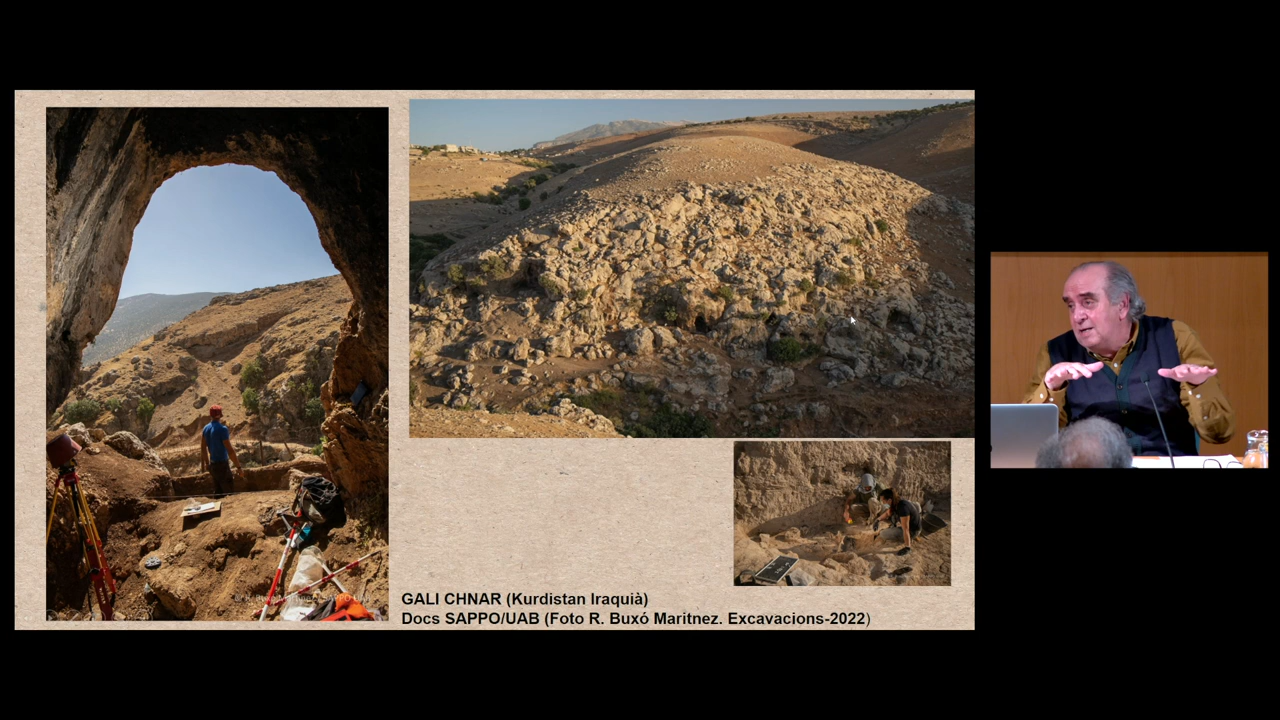 GALI CHNAR (Kurdistan Iraquià)
Docs SAPPO/UAB (Foto R. Buxó Maritnez. Excavacions-2022)